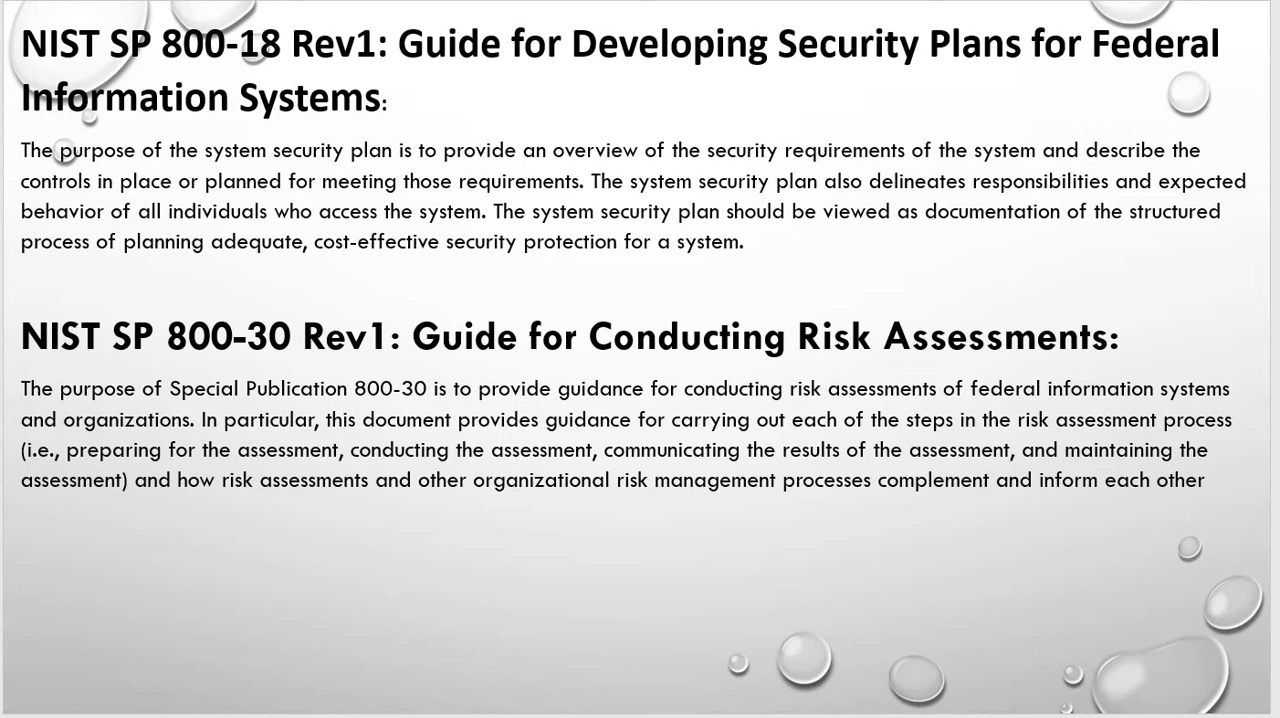 NIST SP 800-18 Rev1: Guide for Developing Security Plans for Federal
Information Systems:
The purpose of the system security plan is to provide an overview of the security requirements of the system and describe the
controls in place or planned for meeting those requirements. The system security plan also delineates responsibilities and expected
behavior of all individuals who access the system. The system security plan should be viewed as documentation of the structured
process of planning adequate, cost-effective security protection for a system.
NIST SP 800-30 Rev1: Guide for Conducting Risk Assessments:
The purpose of Special Publication 800-30 is to provide guidance for conducting risk assessments of federal information systems
and organizations. In particular, this document provides guidance for carrying out each of the steps in the risk assessment process
(i.e., preparing for the assessment, conducting the assessment, communicating the results of the assessment, and maintaining the
assessment) and how risk assessments and other organizational risk management processes complement and inform each other